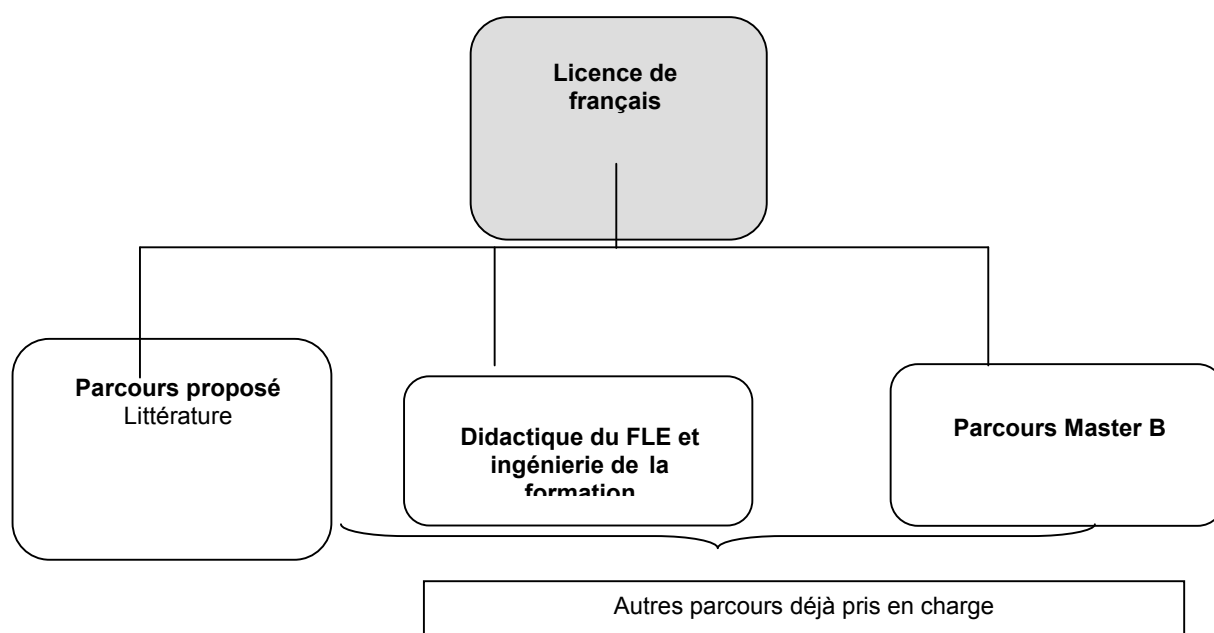 Licence de
français
Parcours proposé
Littérature
Didactique du FLE et
ingénierie de la
formation
Parcours Master B
Autres parcours déjà pris en charge